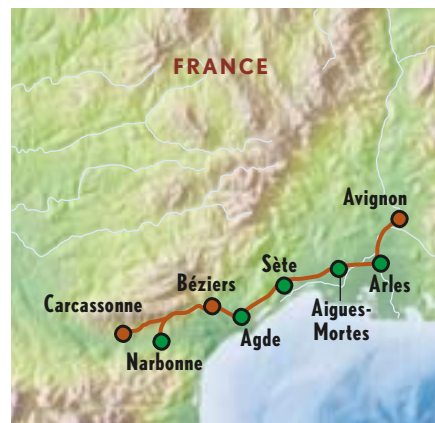 FRANCE
Avignon
Sète
Arles
Béziers
Aigues-
Mortes
Carcassonne
Agde
Narbonne